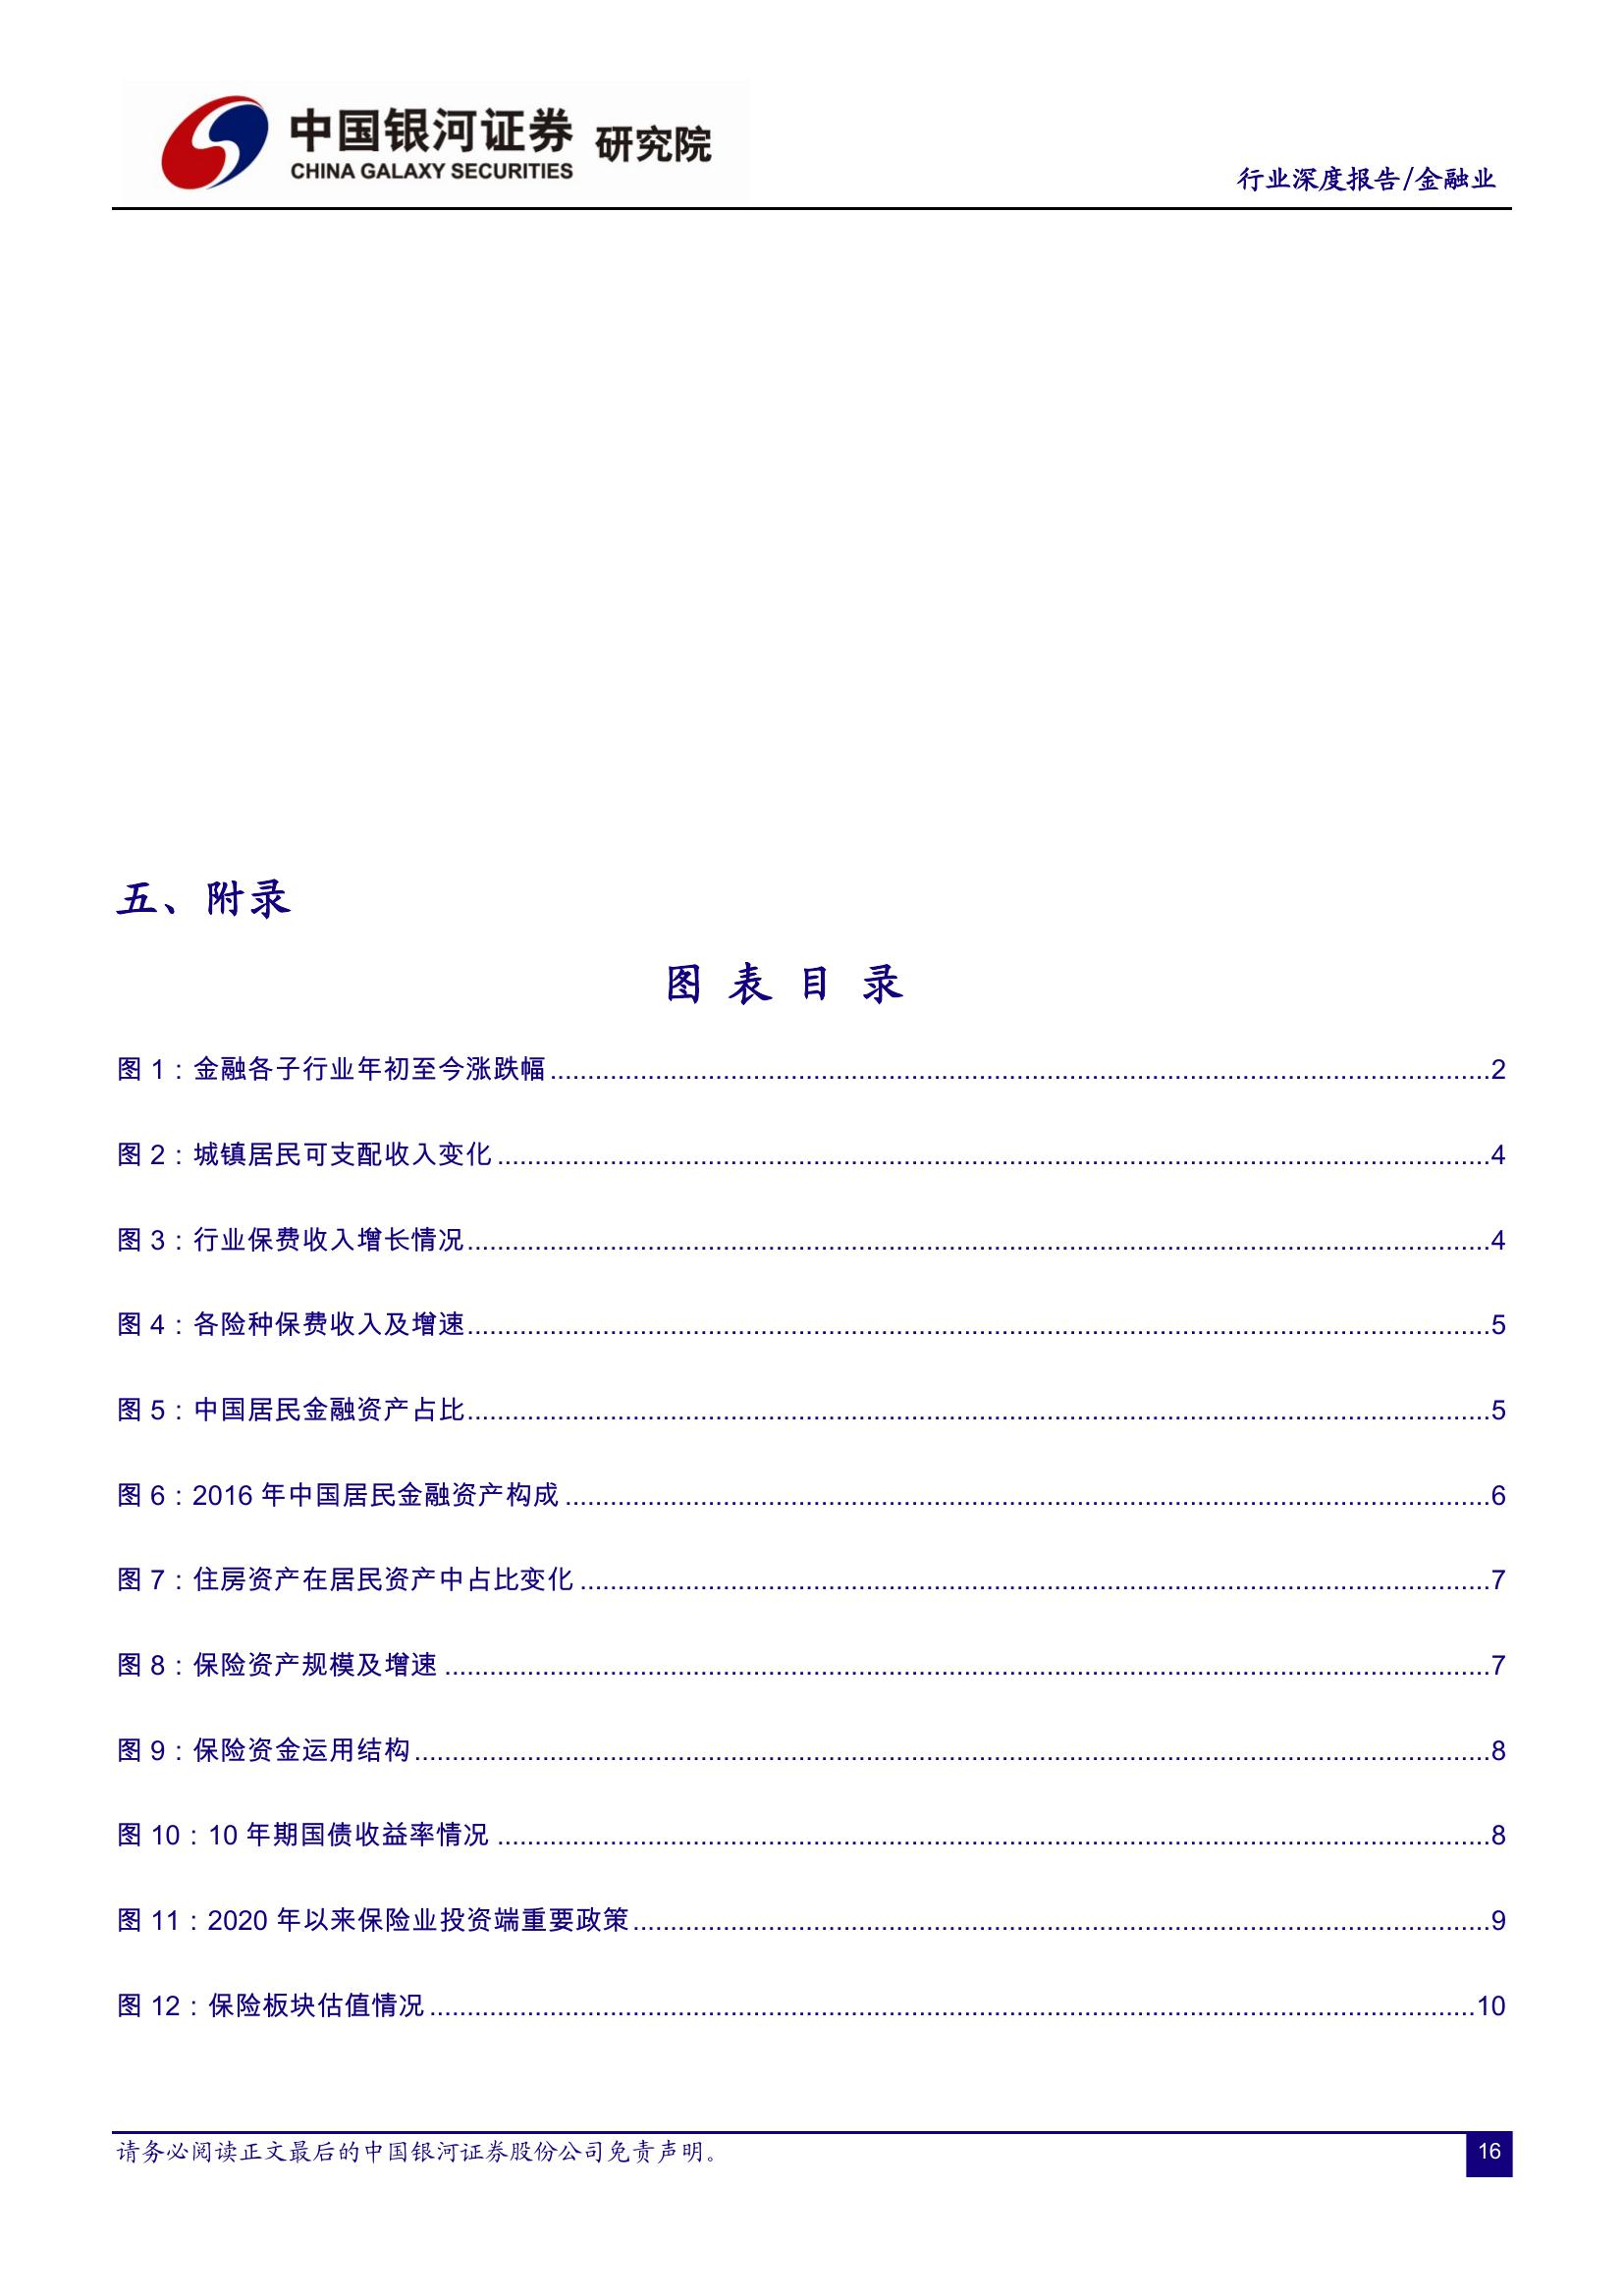 中国银河证券 研究院
CHINA GALAXY SECURITIES
行业深度报告/金融业
五、附录
图 表 目 录
图 1：金融各子行业年初至今涨跌幅 2
图 2：城镇居民可支配收入变化 4
图 3：行业保费收入增长情况 4
图 4：各险种保费收入及增速 5
图 5：中国居民金融资产占比 5
图 6：2016 年中国居民金融资产构成 6
图 7：住房资产在居民资产中占比变化 7
图 8：保险资产规模及增速 7
图 9：保险资金运用结构 8
图 10：10 年期国债收益率情况 8
图 11：2020 年以来保险业投资端重要政策 9
图 12：保险板块估值情况 10
请务必阅读正文最后的中国银河证券股份公司免责声明。
16